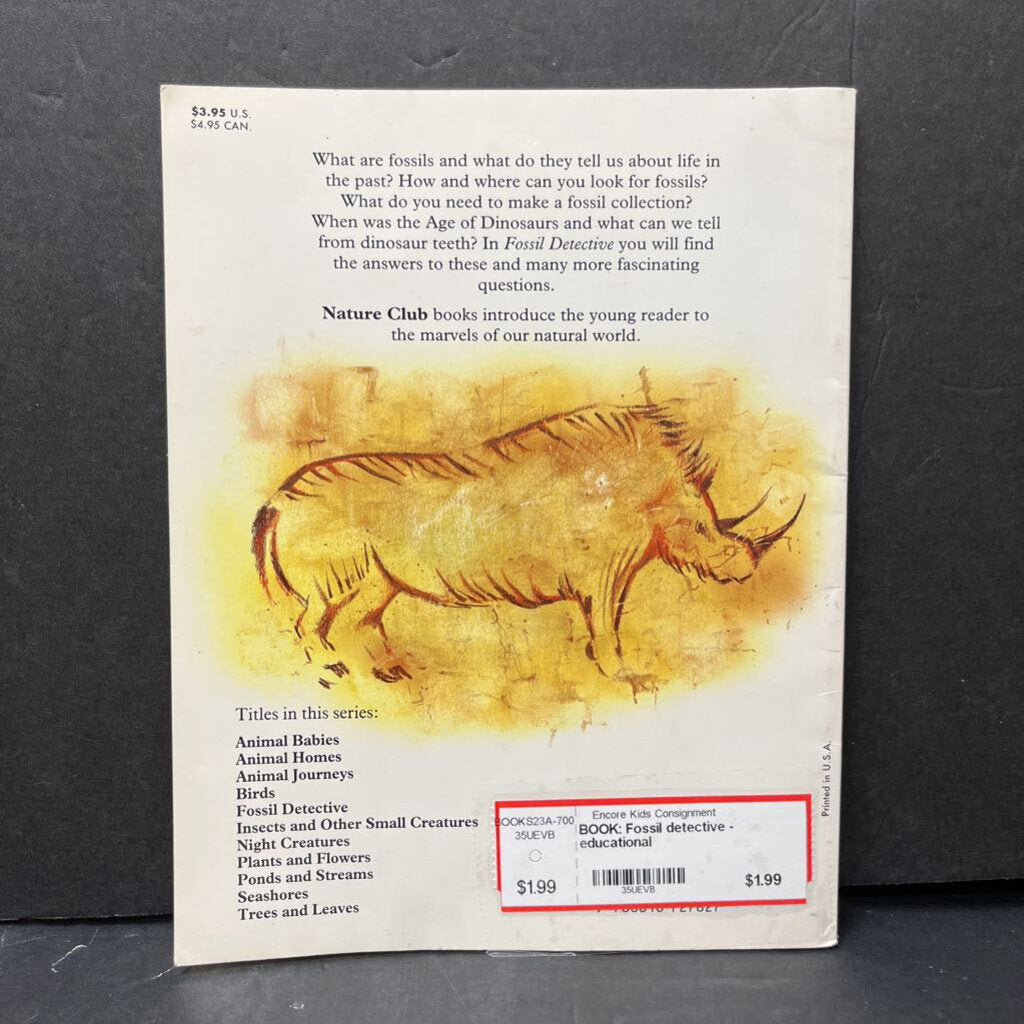 $3.95 U.S.
$4.95 CAN.
What are fossils and what do they tell us about life in
the past? How and where can you look for fossils?
What do you need to make a fossil collection?
When was the Age of Dinosaurs and what can we tell
from dinosaur teeth? In Fossil Detective you will find
the answers to these and many more fascinating
questions.
Nature Club books introduce the young reader to
the marvels of our natural world.
Titles in this series:
Animal Babies
Animal Homes
Animal Journeys
Birds
Fossil Detective
Insects and Other Small Creatures
Night Creatures
Plants and Flowers
Ponds and Streams
Seashores
Trees and Leaves
Printed in U.S.A.
BOOKS23A-700
35UEVB
$1.99
Encore Kids Consignment
BOOK: Fossil detective -
educational
35UEVB
$1.99